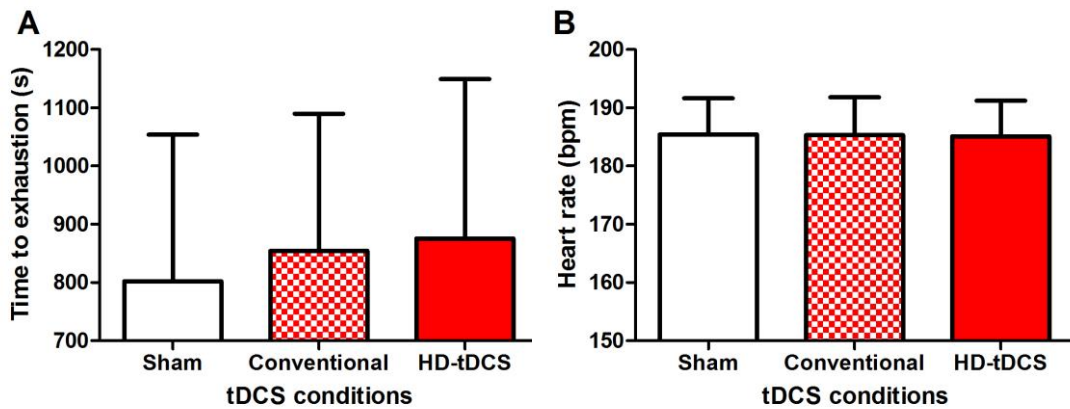 A
Time to exhaustion (s)
1200
1100
1000
900
800
700
Sham Conventional HD-tDCS
tDCS conditions
B
Heart rate (bpm)
200
190
180
170
160
150
Sham Conventional HD-tDCS
tDCS conditions